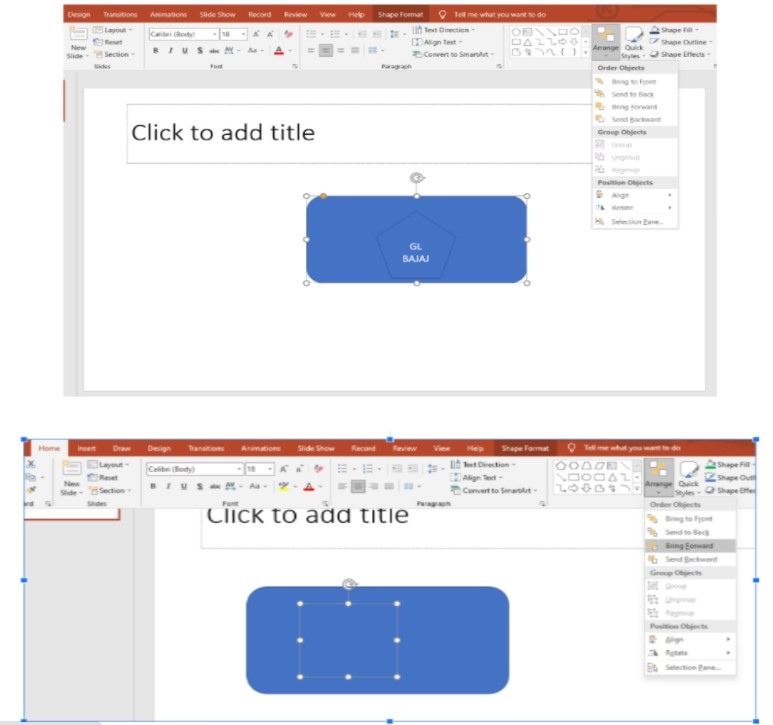 Design Transitions Animations Slide Show Record Review View Help Shape Format Tell me what you want to do
New Slide
Layout
Reset
Section
Slides
Calibri (Body) 18
B I U S abc AV Aa A
Font
Text Direction
Align Text
Convert to SmartArt
Paragraph
Arrange
Quick Styles
Shape Fill
Shape Outline
Shape Effects
Order Objects
Bring to Front
Send to Back
Bring Forward
Send Backward
Group Objects
Group
Ungroup
Regroup
Position Objects
Align
Rotate
Selection Pane...
Click to add title
GL
BAJAJ
Home Insert Draw Design Transitions Animations Slide Show Record Review View Help Shape Format Tell me what you want to do
New Slide
Layout
Reset
Section
Slides
Calibri (Body) 18
B I U S abc AV Aa A
Font
Text Direction
Align Text
Convert to SmartArt
Paragraph
Arrange
Quick Styles
Shape Fill
Shape Outl
Shape Effec
Order Objects
Bring to Front
Send to Back
Bring Forward
Send Backward
Group Objects
Group
Ungroup
Regroup
Position Objects
Align
Rotate
Selection Pane...
Click to add title